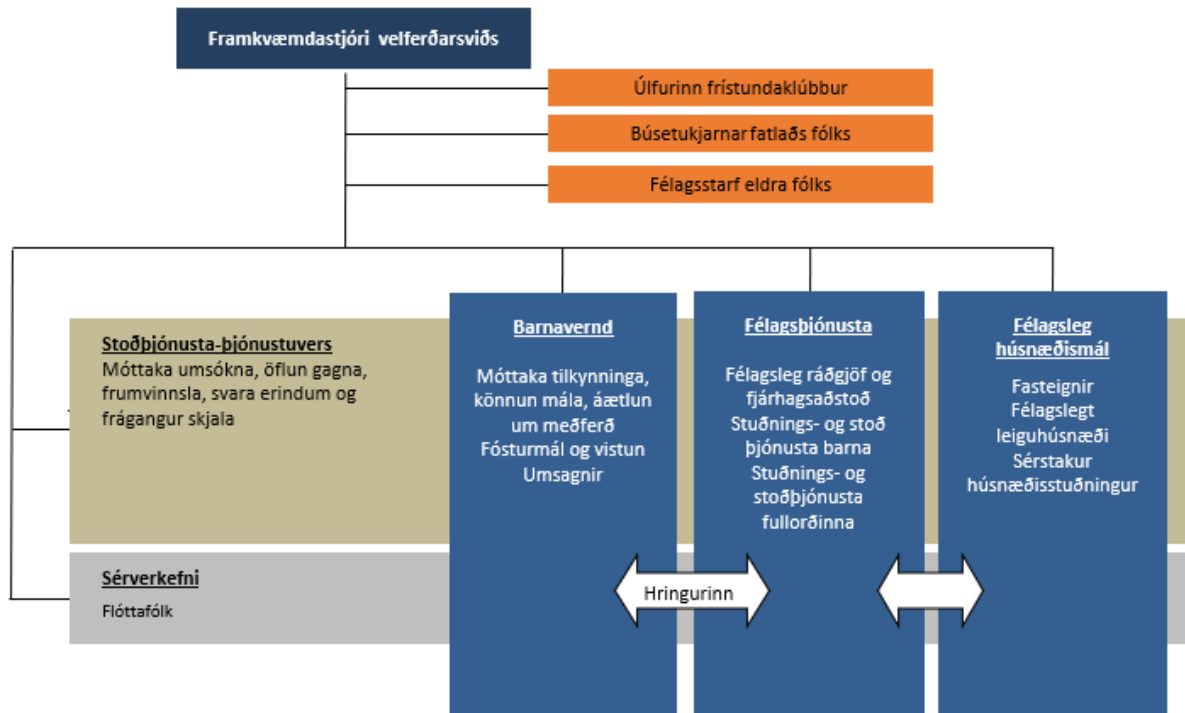 Framkvæmdastjóri velferðarsviðs
Úlfurinn frístundaklúbbur
Búsetukjarnar fatlaðs fólks
Félagsstarf eldra fólks
Stoðþjónusta-þjónustuvers
Móttaka umsókna, öflun gagna,
frumvinnsla, svara erindum og
frágangur skjala
Barnavernd
Móttaka tilkynninga,
könnun mála, áætlun
um meðferð
Fósturmál og vistun
Umsagnir
Félagsþjónusta
Félagsleg ráðgjöf og
fjárhagsaðstoð
Stuðnings- og stoð
þjónusta barna
Stuðnings- og
stoðþjónusta
fullorðinna
Félagsleg
húsnæðismál
Fasteignir
Félagslegt
leiguhúsnæði
Sérstakur
húsnæðisstuðningur
Sérverkefni
Flóttafólk
Hringurinn